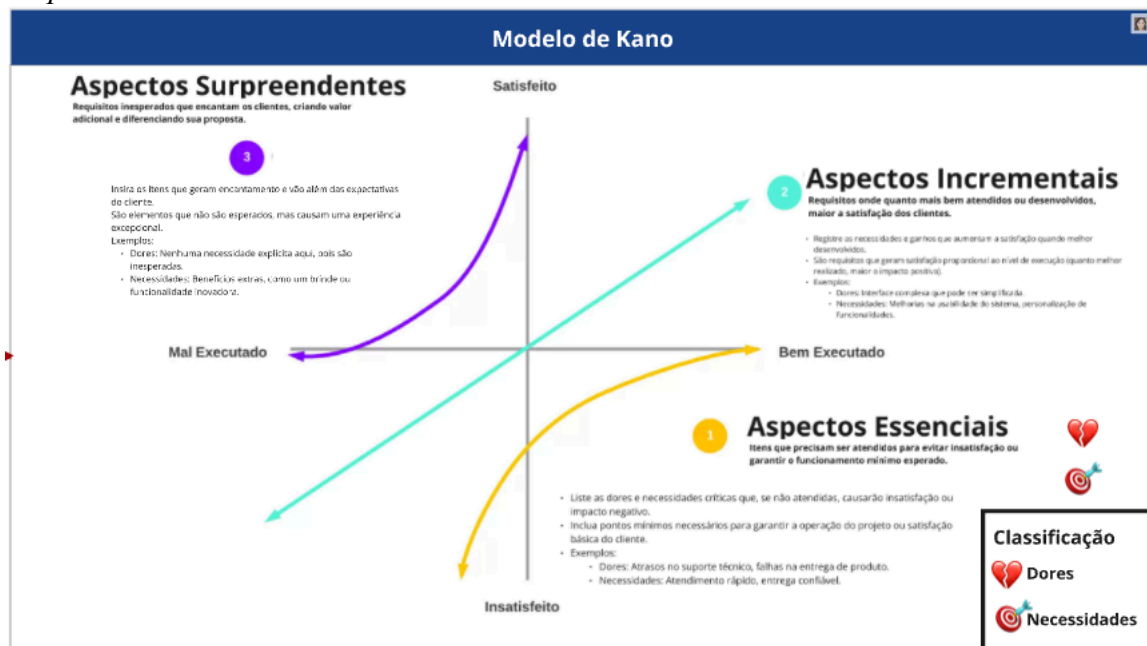 Modelo de Kano
Aspectos Surpreendentes
Requisitos inesperados que encantam os clientes, criando valor
adicional e diferenciando sua proposta.
3
Insira os itens que geram encantamento e vão além das expectativas
do cliente.
São elementos que não são esperados, mas causam uma experiência
excepcional.
Exemplos:
• Dores: Nenhuma necessidade explícita aqui, pois são
inesperadas.
• Necessidades: Benefícios extras, como um brinde ou
funcionalidade inovadora.
Satisfeito
2
Aspectos Incrementais
Requisitos onde quanto mais bem atendidos ou desenvolvidos,
maior a satisfação dos clientes.
• Registre as necessidades e ganhos que aumentam a satisfação quando melhor
desenvolvidos.
• São requisitos que geram satisfação proporcional ao nível de execução (quanto melhor
realizado, maior o impacto positivo).
• Exemplos:
• Dores: Interface complexa que pode ser simplificada.
• Necessidades: Melhorias na usabilidade do sistema, personalização de
funcionalidades.
Mal Executado
Bem Executado
1
Aspectos Essenciais
Itens que precisam ser atendidos para evitar insatisfação ou
garantir o funcionamento mínimo esperado.
• Liste as dores e necessidades críticas que, se não atendidas, causarão insatisfação ou
impacto negativo.
• Inclua pontos mínimos necessários para garantir a operação do projeto ou satisfação
básica do cliente.
• Exemplos:
• Dores: Atrasos no suporte técnico, falhas na entrega de produto.
• Necessidades: Atendimento rápido, entrega confiável.
Insatisfeito
Classificação
Dores
Necessidades